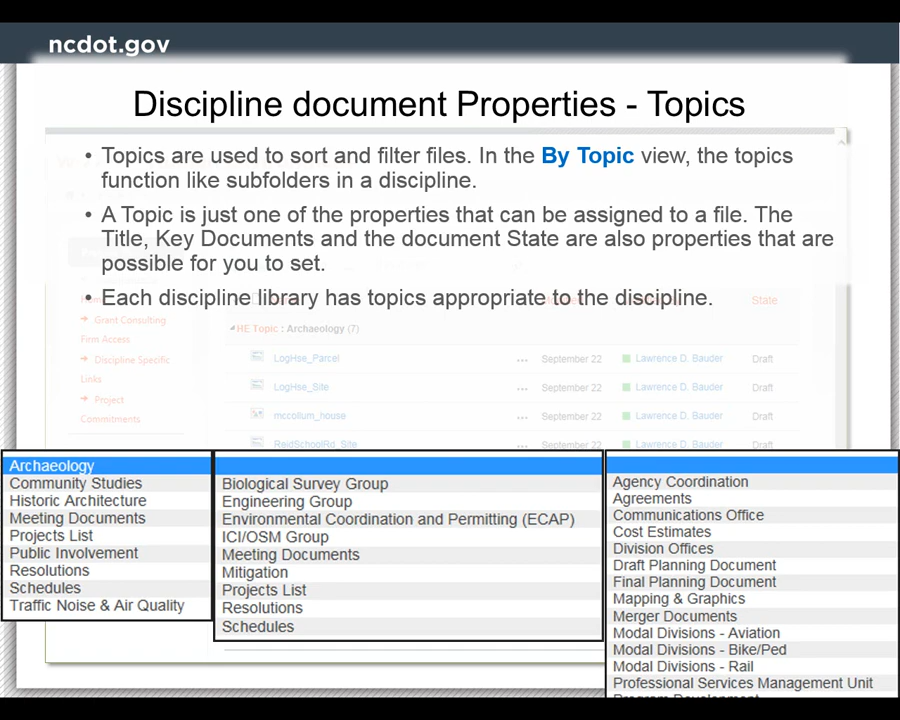 ncdot.gov
Discipline document Properties - Topics
• Topics are used to sort and filter files. In the By Topic view, the topics
function like subfolders in a discipline.
• A Topic is just one of the properties that can be assigned to a file. The
Title, Key Documents and the document State are also properties that are
possible for you to set.
• Each discipline library has topics appropriate to the discipline.
State
Grant Consulting
Firm Access
Discipline Specific
Links
Project
Commitments
HE Topic : Archaeology (7)
LogHse_Parcel ... September 22 Lawrence D. Bauder Draft
LogHse_Site ... September 22 Lawrence D. Bauder Draft
mccollum_house ... September 22 Lawrence D. Bauder Draft
ReidSchoolRd_Site ... September 22 Lawrence D. Bauder Draft
Archaeology
Community Studies
Historic Architecture
Meeting Documents
Projects List
Public Involvement
Resolutions
Schedules
Traffic Noise & Air Quality
Biological Survey Group
Engineering Group
Environmental Coordination and Permitting (ECAP)
ICI/OSM Group
Meeting Documents
Mitigation
Projects List
Resolutions
Schedules
Agency Coordination
Agreements
Communications Office
Cost Estimates
Division Offices
Draft Planning Document
Final Planning Document
Mapping & Graphics
Merger Documents
Modal Divisions - Aviation
Modal Divisions - Bike/Ped
Modal Divisions - Rail
Professional Services Management Unit